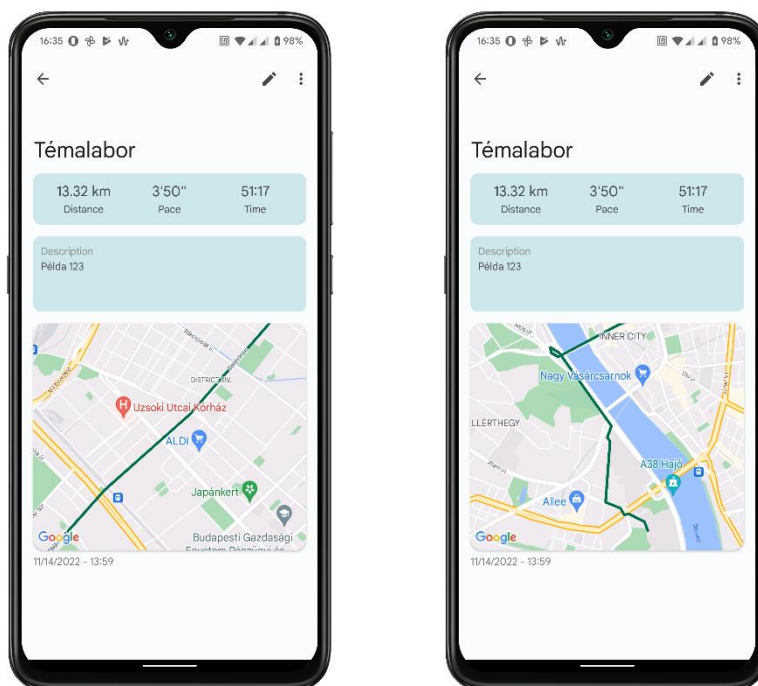 16:35
98%
Témalabor
13.32 km 3'50" 51:17
Distance Pace Time
Description
Példa 123
Uzsoki Utcai Kórház
ALDI
Japánkert
Budapesti Gazdasági
Google
11/14/2022 - 13:59
16:35
98%
Témalabor
13.32 km 3'50" 51:17
Distance Pace Time
Description
Példa 123
INNER CITY
Nagy Vásárcsarnok
LLÉRTHEGY
A38 Hajó
Allee
Google
11/14/2022 - 13:59